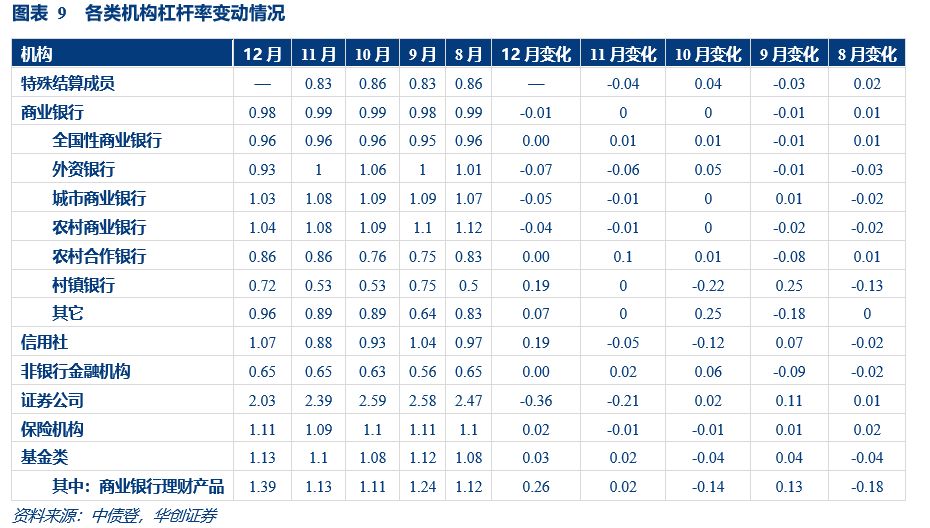 图表 9 各类机构杠杆率变动情况
机构 12月 11月 10月 9月 8月 12月变化 11月变化 10月变化 9月变化 8月变化
特殊结算成员 — 0.83 0.86 0.83 0.86 — -0.04 0.04 -0.03 0.02
商业银行 0.98 0.99 0.99 0.98 0.99 -0.01 0 0 -0.01 0.01
全国性商业银行 0.96 0.96 0.96 0.95 0.96 0.00 0.01 0.01 -0.01 0.01
外资银行 0.93 1 1.06 1 1.01 -0.07 -0.06 0.05 -0.01 -0.03
城市商业银行 1.03 1.08 1.09 1.09 1.07 -0.05 -0.01 0 0.01 -0.02
农村商业银行 1.04 1.08 1.09 1.1 1.12 -0.04 -0.01 0 -0.02 -0.02
农村合作银行 0.86 0.86 0.76 0.75 0.83 0.00 0.1 0.01 -0.08 0.01
村镇银行 0.72 0.53 0.53 0.75 0.5 0.19 0 -0.22 0.25 -0.13
其它 0.96 0.89 0.89 0.64 0.83 0.07 0 0.25 -0.18 0
信用社 1.07 0.88 0.93 1.04 0.97 0.19 -0.05 -0.12 0.07 -0.02
非银行金融机构 0.65 0.65 0.63 0.56 0.65 0.00 0.02 0.06 -0.09 -0.02
证券公司 2.03 2.39 2.59 2.58 2.47 -0.36 -0.21 0.02 0.11 0.01
保险机构 1.11 1.09 1.1 1.11 1.1 0.02 -0.01 -0.01 0.01 0.02
基金类 1.13 1.1 1.08 1.12 1.08 0.03 0.02 -0.04 0.04 -0.04
其中：商业银行理财产品 1.39 1.13 1.11 1.24 1.12 0.26 0.02 -0.14 0.13 -0.18
资料来源：中债登，华创证券